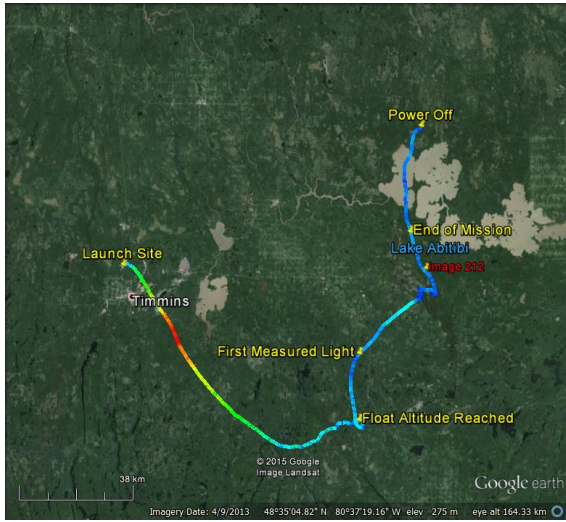 Power Off
End of Mission
Lake Abitibi
Image 212
Launch Site
Timmins
First Measured Light
Float Altitude Reached
© 2015 Google
Image Landsat
38 km
Google earth
Imagery Date: 4/9/2013 48°35'04.82" N 80°37'19.16" W elev 275 m eye alt 164.33 km